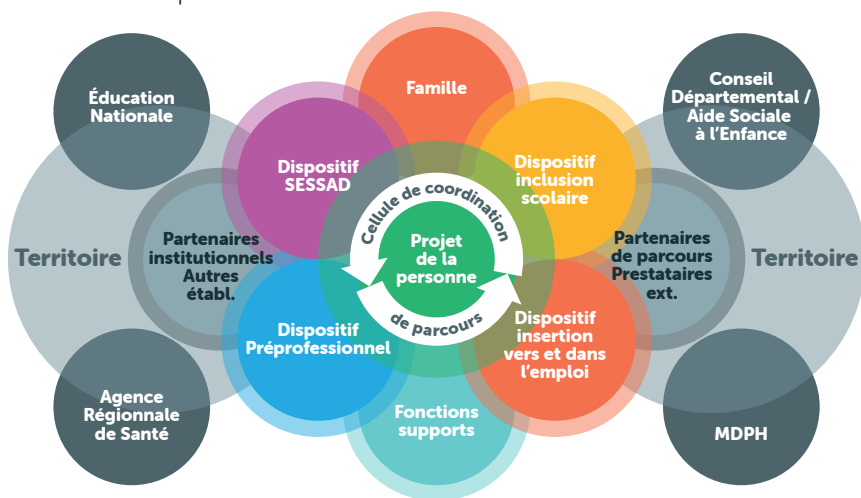 Famille
Éducation
Nationale
Conseil
Départemental /
Aide Sociale
à l'Enfance
Dispositif
SESSAD
Dispositif
inclusion
scolaire
Cellule de coordination
de parcours
Projet
de la
personne
Territoire
Partenaires
institutionnels
Autres
établ.
Partenaires
de parcours
Prestataires
ext.
Territoire
Dispositif
Préprofessionnel
Dispositif
insertion
vers et dans
l'emploi
Agence
Régionale
de Santé
Fonctions
supports
MDPH